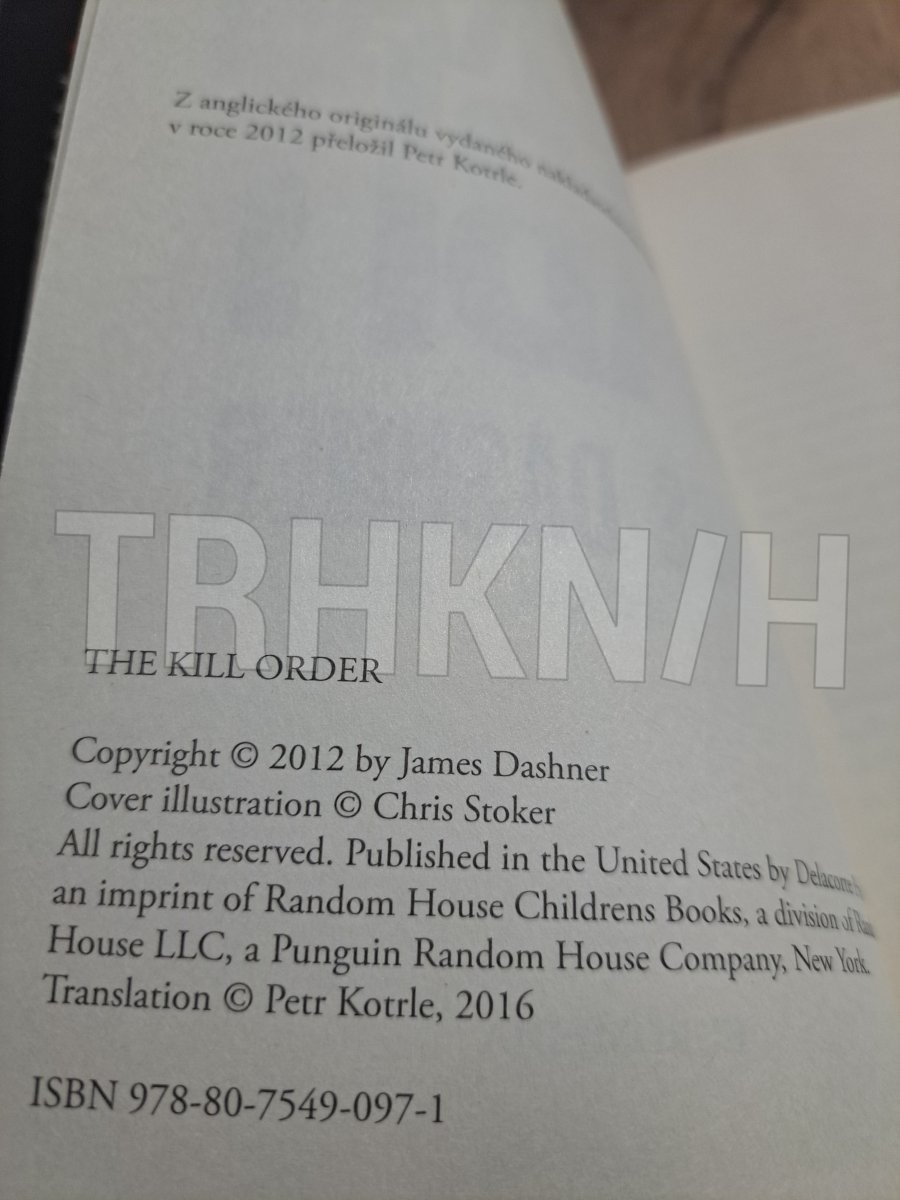 Z anglického originálu vydaného
v roce 2012 přeložil Petr Kotrle.
TRHKN/H
THE KILL ORDER
Copyright © 2012 by James Dashner
Cover illustration © Chris Stoker
All rights reserved. Published in the United States by Delacorte
an imprint of Random House Childrens Books, a division of
House LLC, a Punguin Random House Company, New York.
Translation © Petr Kotrle, 2016
ISBN 978-80-7549-097-1